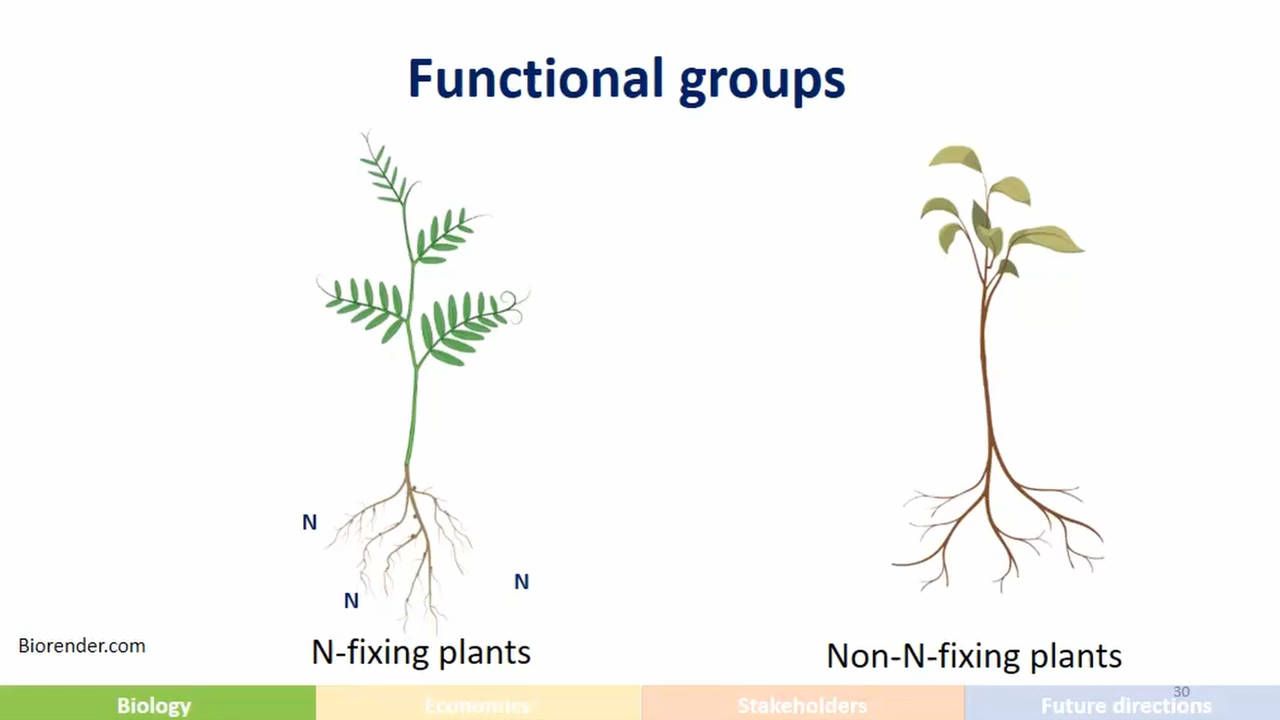 Functional groups
N
N
N
Biorender.com
N-fixing plants
Non-N-fixing plants
30
Biology
Economics
Stakeholders
Future directions